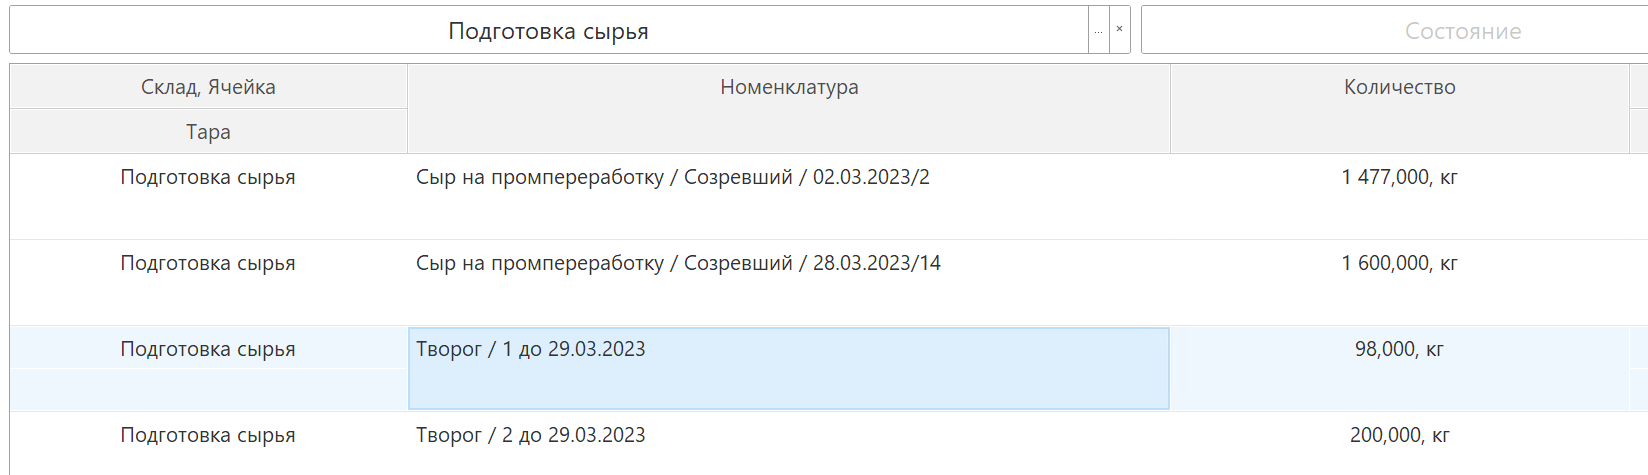 Подготовка сырья ... × Состояние
Склад, Ячейка Номенклатура Количество
Тара
Подготовка сырья Сыр на промпереработку / Созревший / 02.03.2023/2 1 477,000, кг
Подготовка сырья Сыр на промпереработку / Созревший / 28.03.2023/14 1 600,000, кг
Подготовка сырья Творог / 1 до 29.03.2023 98,000, кг
Подготовка сырья Творог / 2 до 29.03.2023 200,000, кг